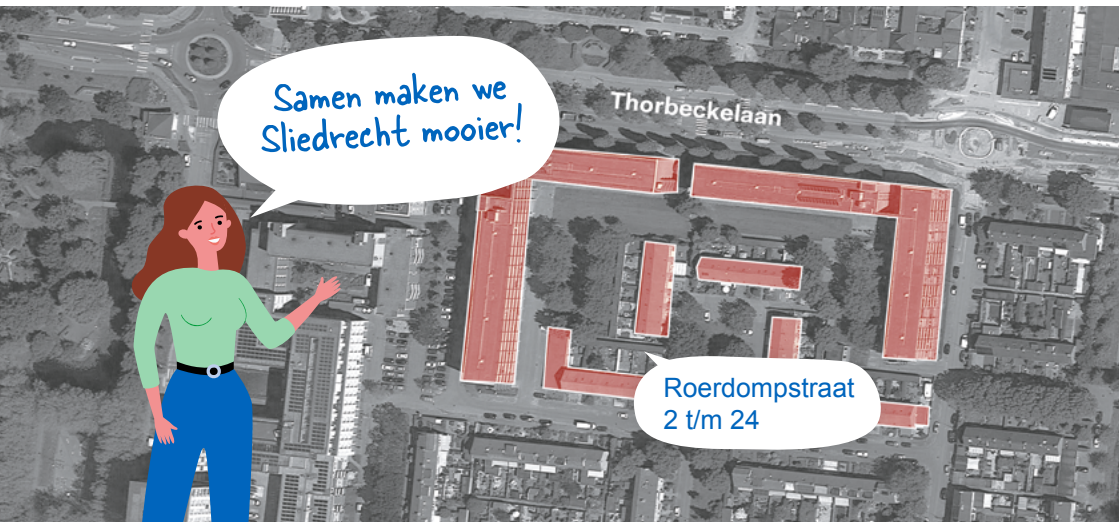 Samen maken we
Sliedrecht mooier!
Thorbeckelaan
Roerdompstraat
2 t/m 24